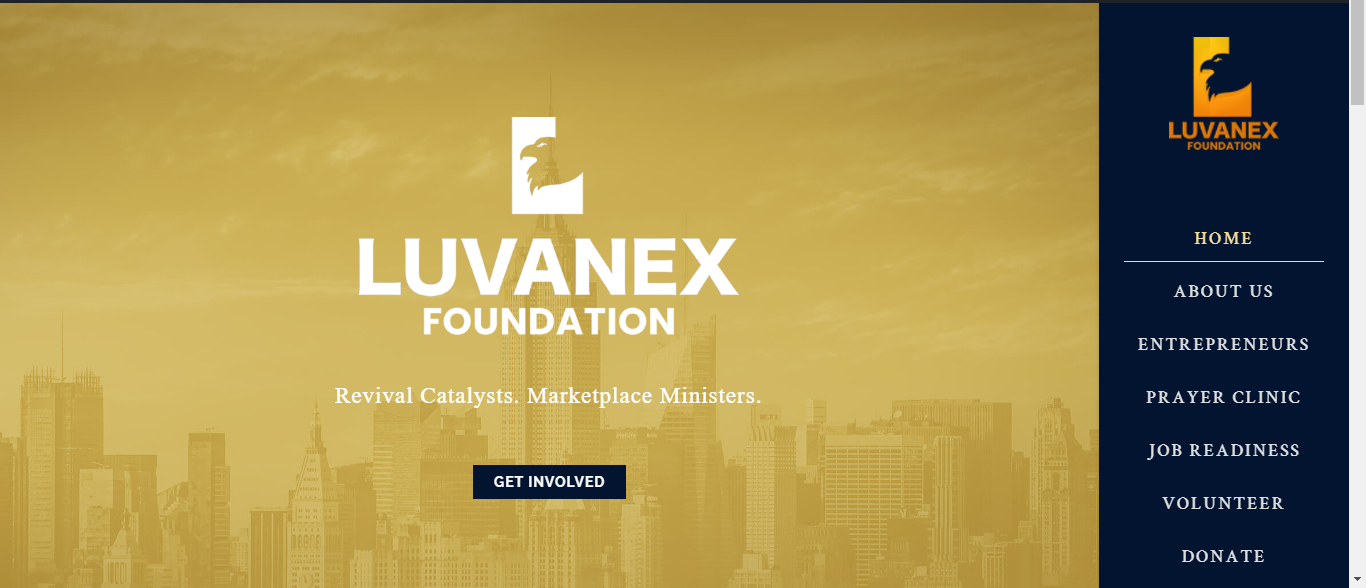 LUVANEX
FOUNDATION
Revival Catalysts. Marketplace Ministers.
GET INVOLVED
LUVANEX
FOUNDATION
HOME
ABOUT US
ENTREPRENEURS
PRAYER CLINIC
JOB READINESS
VOLUNTEER
DONATE